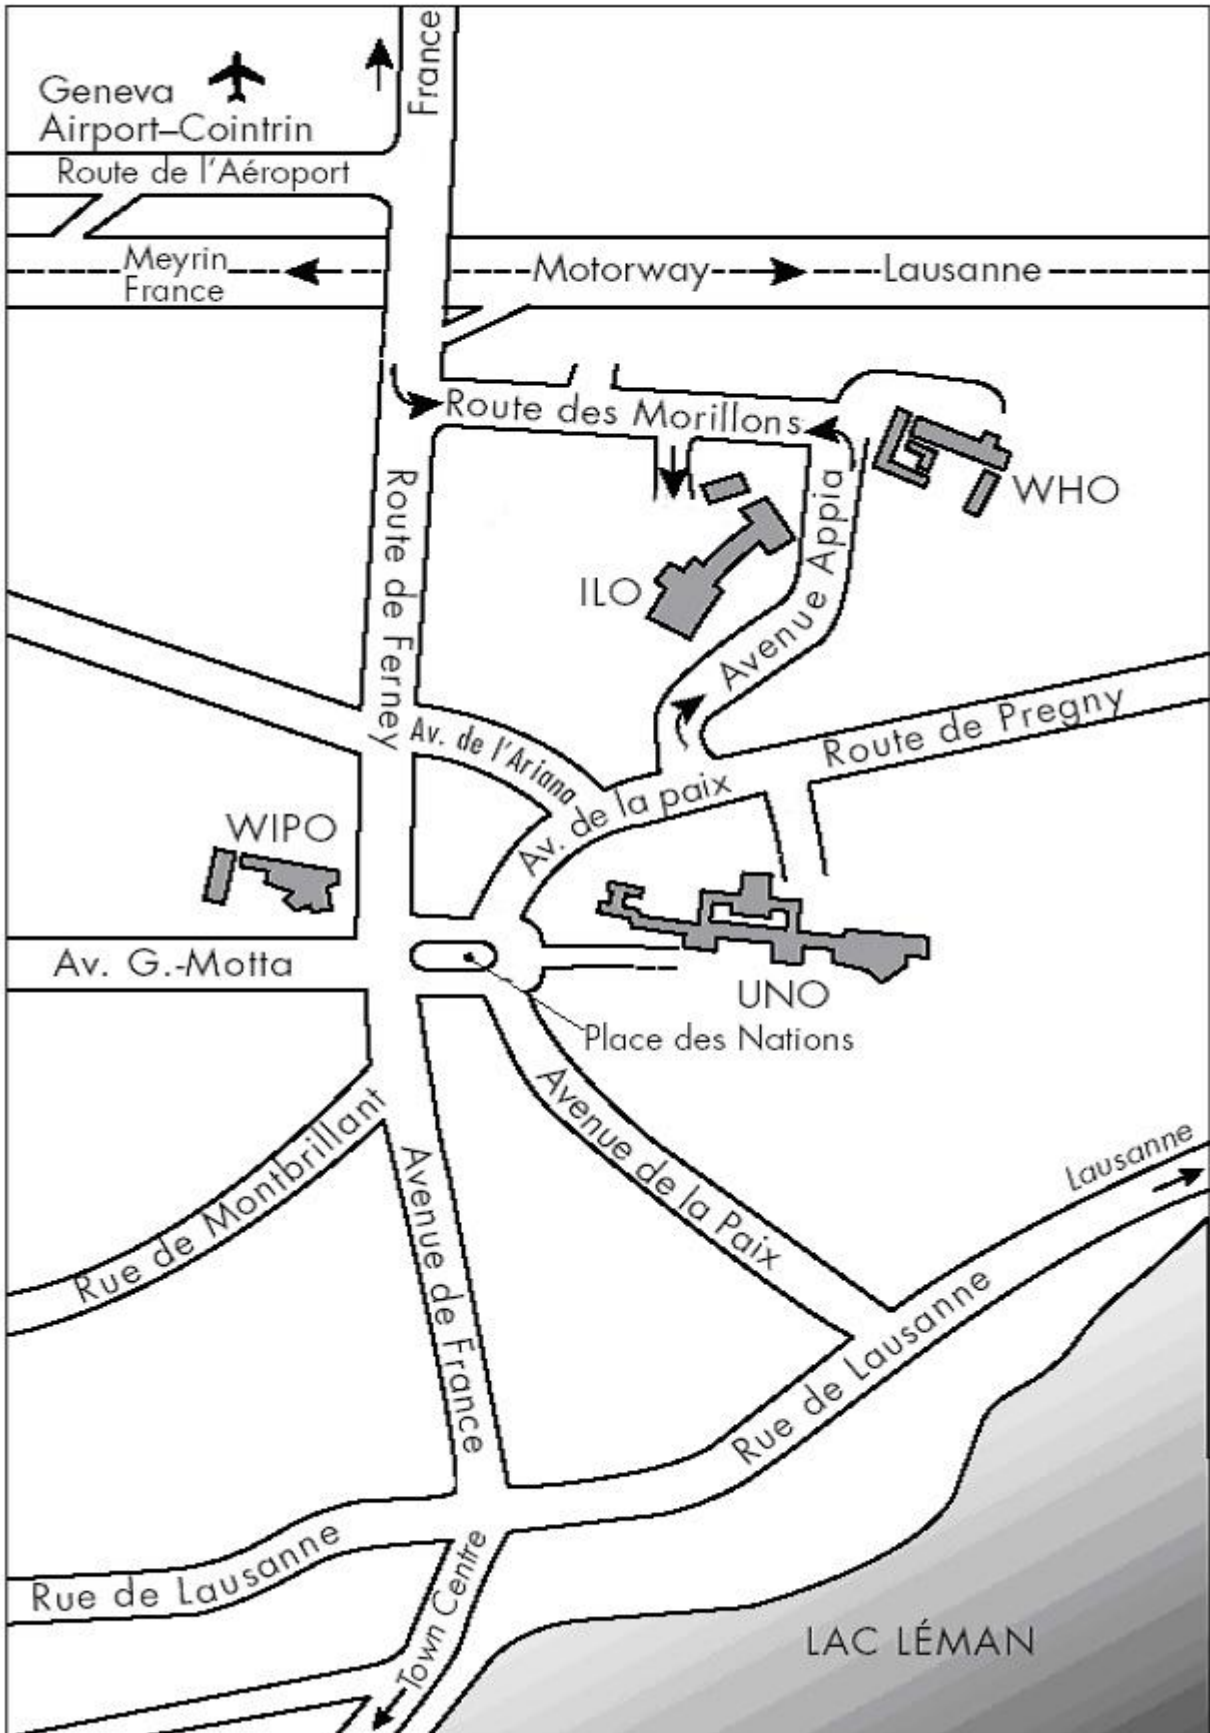 France
Geneva
Airport–Cointrin
Route de l'Aéroport
Meyrin
France
Motorway
Lausanne
Route des Morillons
WHO
Route de Ferney
Avenue Appia
ILO
Av. de l'Ariana
Route de Pregny
Av. de la paix
WIPO
Av. G.-Motta
UNO
Place des Nations
Avenue de la Paix
Rue de Montbrillant
Avenue de France
Lausanne
Rue de Lausanne
Rue de Lausanne
Town Centre
LAC LÉMAN